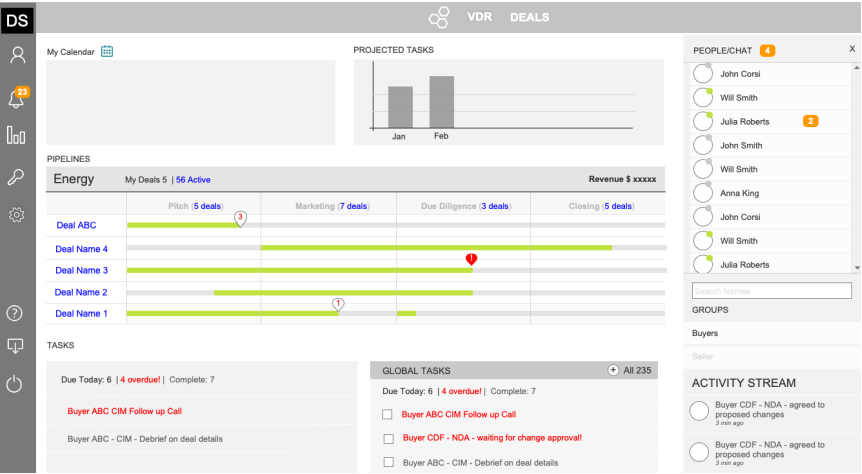 DS
VDR DEALS
My Calendar
PROJECTED TASKS
Jan Feb
PIPELINES
Energy My Deals 5 | 56 Active Revenue $ xxxxx
Pitch (5 deals) Marketing (7 deals) Due Diligence (3 deals) Closing (5 deals)
Deal ABC 3
Deal Name 4
Deal Name 3 !
Deal Name 2
Deal Name 1 1
TASKS
Due Today: 6 | 4 overdue! | Complete: 7
Buyer ABC CIM Follow up Call
Buyer ABC - CIM - Debrief on deal details
GLOBAL TASKS + All 235
Due Today: 6 | 4 overdue! | Complete: 7
Buyer ABC CIM Follow up Call
Buyer CDF - NDA - waiting for change approval!
Buyer ABC - CIM - Debrief on deal details
23
?
PEOPLE/CHAT 4 X
John Corsi
Will Smith
Julia Roberts 2
John Smith
Will Smith
Anna King
John Corsi
Will Smith
Julia Roberts
Search Names
GROUPS
Buyers
Seller
ACTIVITY STREAM
Buyer CDF - NDA - agreed to
proposed changes
3 min ago
Buyer CDF - NDA - agreed to
proposed changes
3 min ago